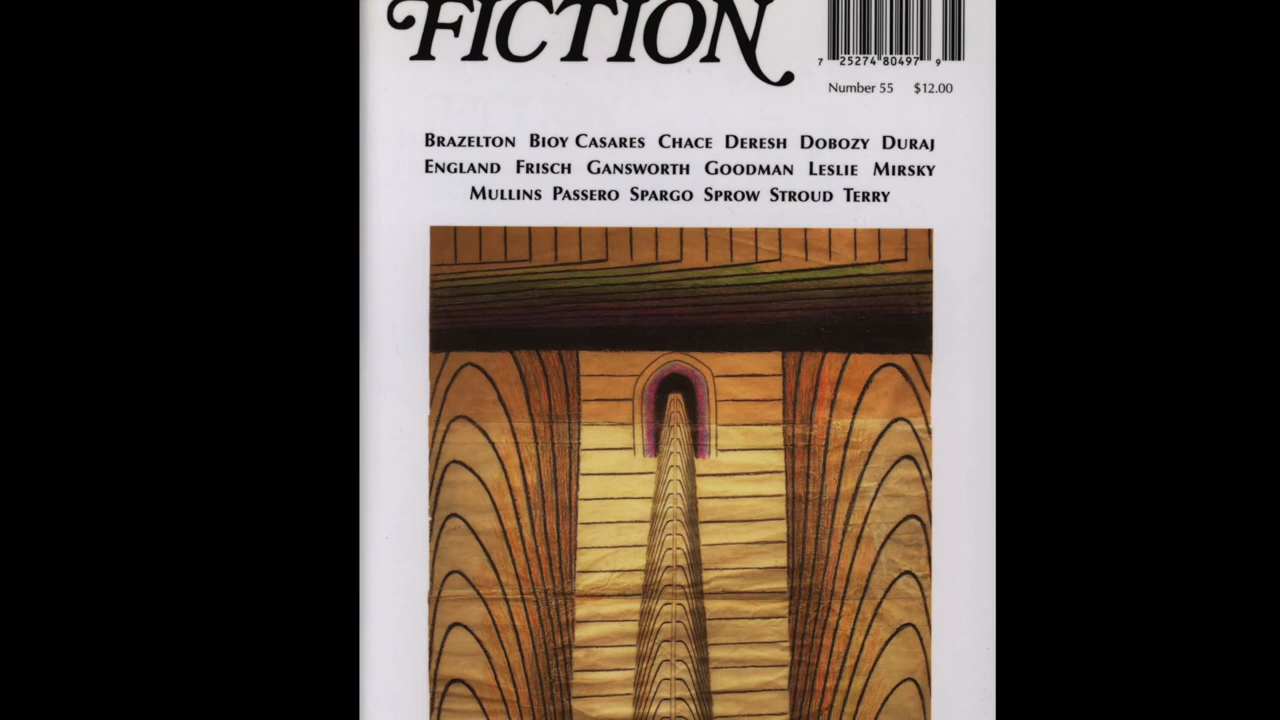 FICTION
7 25274 80497 9
Number 55 $12.00
BRAZELTON BIOY CASARES CHACE DERESH DOBOZY DURAJ
ENGLAND FRISCH GANSWORTH GOODMAN LESLIE MIRSKY
MULLINS PASSERO SPARGO SPROW STROUD TERRY